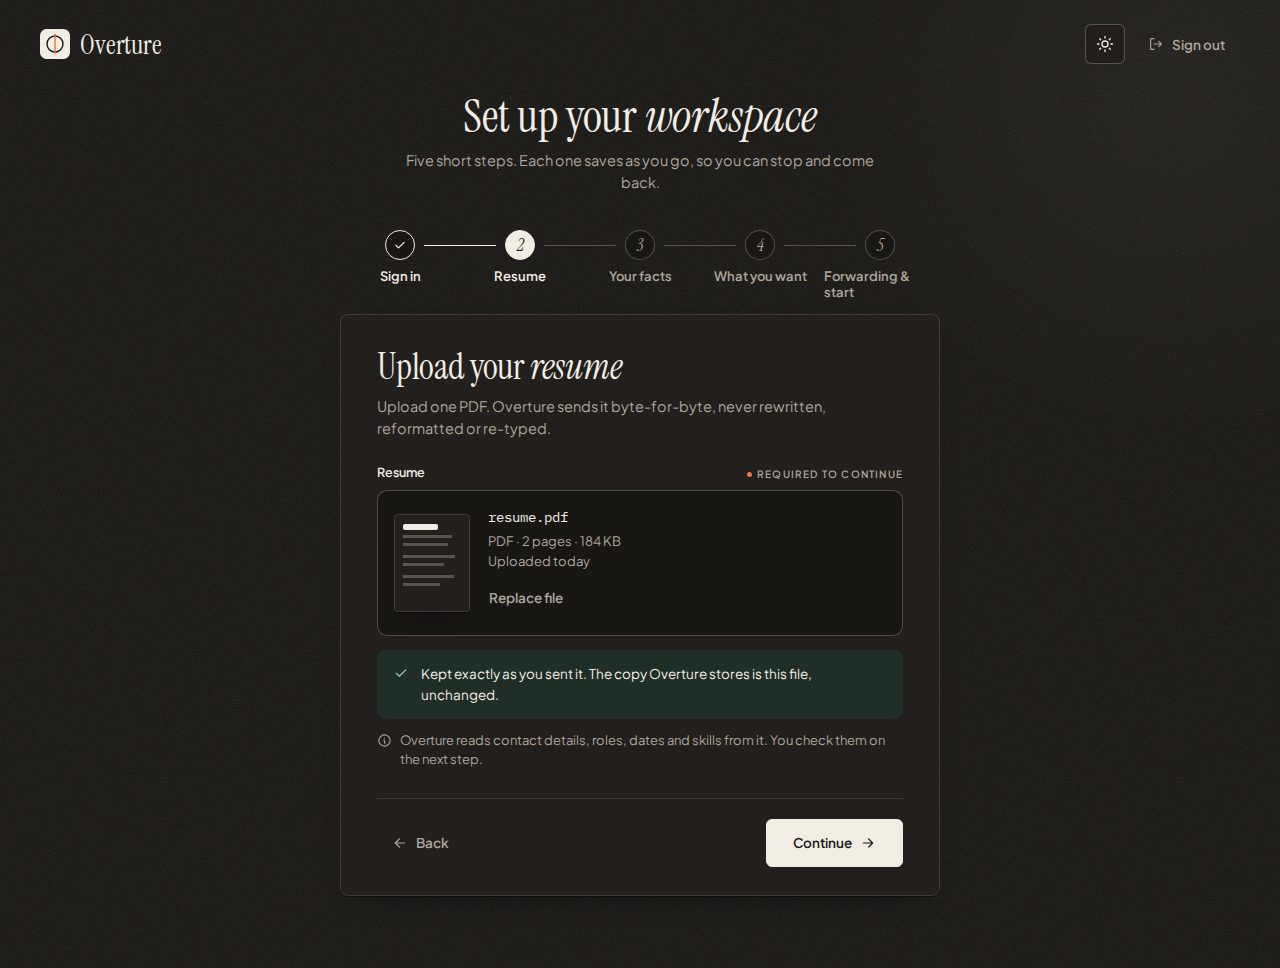 Overture
Sign out
Set up your workspace
Five short steps. Each one saves as you go, so you can stop and come
back.
2
3
4
5
Sign in
Resume
Your facts
What you want
Forwarding &
start
Upload your resume
Upload one PDF. Overture sends it byte-for-byte, never rewritten,
reformatted or re-typed.
Resume
REQUIRED TO CONTINUE
resume.pdf
PDF · 2 pages · 184 KB
Uploaded today
Replace file
Kept exactly as you sent it. The copy Overture stores is this file,
unchanged.
Overture reads contact details, roles, dates and skills from it. You check them on
the next step.
Back
Continue